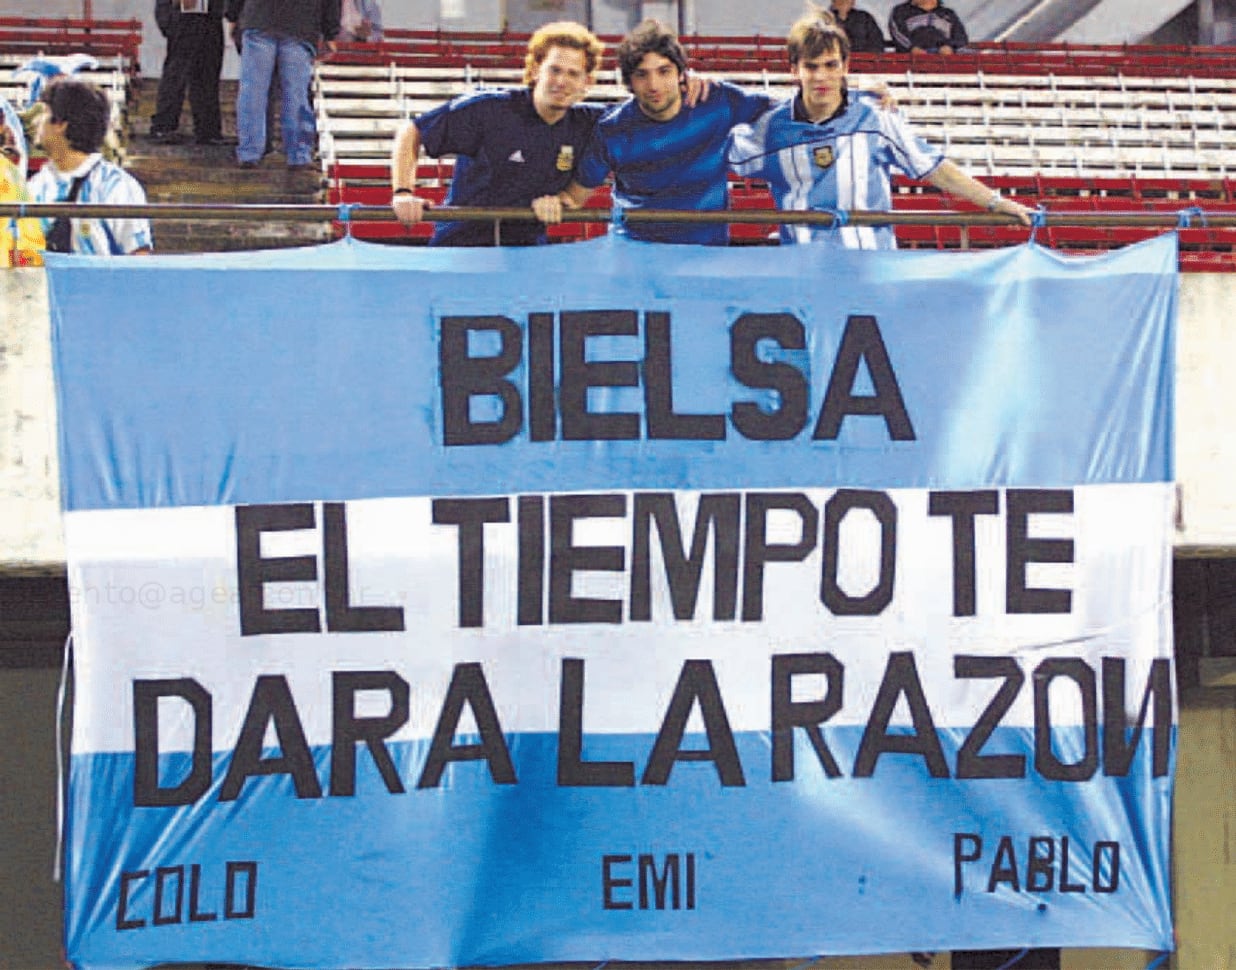 BIELSA
EL TIEMPO TE
DARA LA RAZON
COLO EMI PABLO